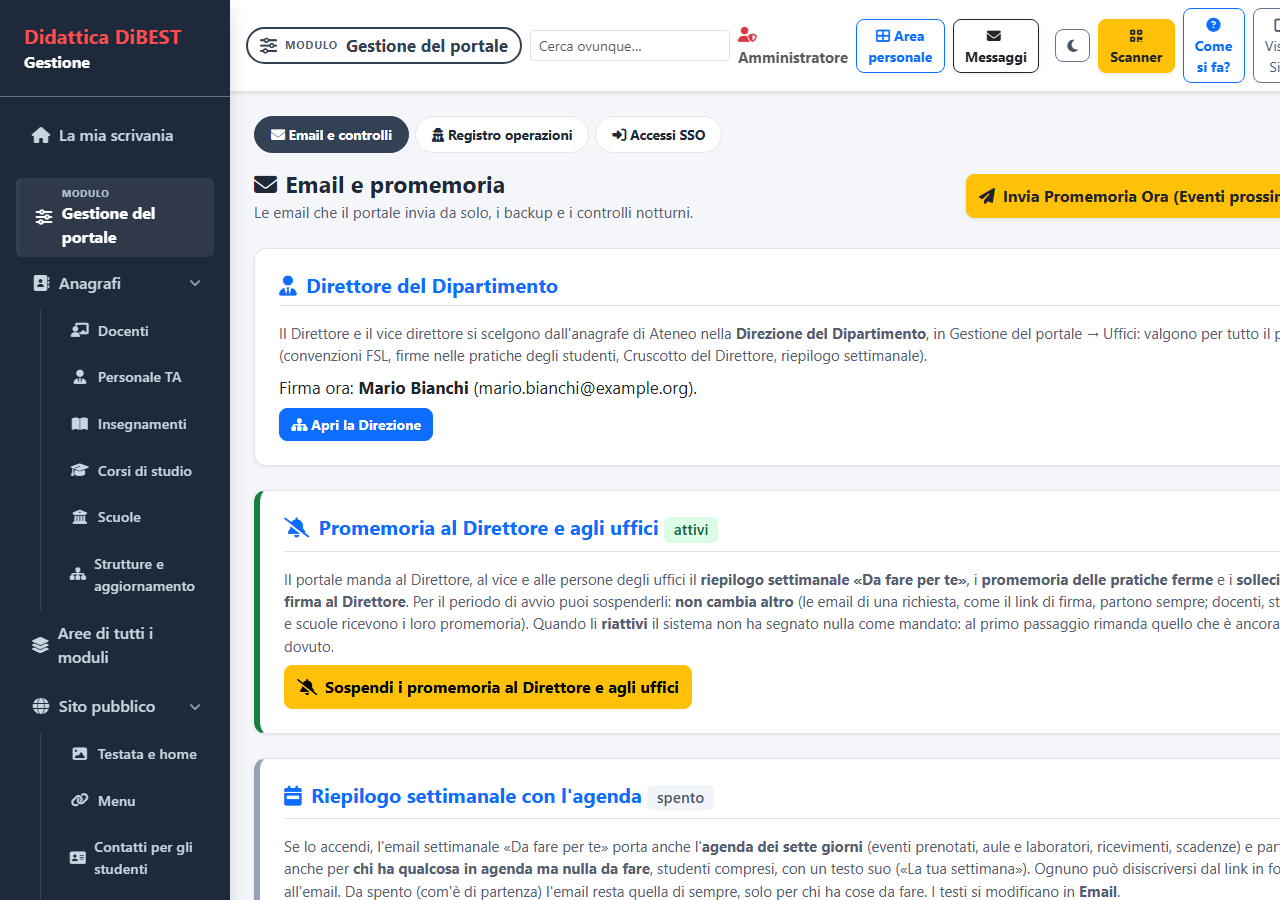 Didattica DiBEST
Gestione
La mia scrivania
MODULO
Gestione del
portale
Anagrafi
Docenti
Personale TA
Insegnamenti
Corsi di studio
Scuole
Strutture e
aggiornamento
Aree di tutti i
moduli
Sito pubblico
Testata e home
Menu
Contatti per gli
studenti
MODULO Gestione del portale
Cerca ovunque...
Amministratore
Area
personale
Messaggi
Scanner
Come
si fa?
Email e controlli
Registro operazioni
Accessi SSO
Email e promemoria
Le email che il portale invia da solo, i backup e i controlli notturni.
Invia Promemoria Ora (Eventi prossin
Direttore del Dipartimento
Il Direttore e il vice direttore si scelgono dall'anagrafe di Ateneo nella Direzione del Dipartimento, in Gestione del portale → Uffici: valgono per tutto il p
(convenzioni FSL, firme nelle pratiche degli studenti, Cruscotto del Direttore, riepilogo settimanale).
Firma ora: Mario Bianchi (mario.bianchi@example.org).
Apri la Direzione
Promemoria al Direttore e agli uffici attivi
Il portale manda al Direttore, al vice e alle persone degli uffici il riepilogo settimanale «Da fare per te», i promemoria delle pratiche ferme e i solleci
firma al Direttore. Per il periodo di avvio puoi sospenderli: non cambia altro (le email di una richiesta, come il link di firma, partono sempre; docenti, st
e scuole ricevono i loro promemoria). Quando li riattivi il sistema non ha segnato nulla come mandato: al primo passaggio rimanda quello che è ancora
dovuto.
Sospendi i promemoria al Direttore e agli uffici
Riepilogo settimanale con l'agenda spento
Se lo accendi, l'email settimanale «Da fare per te» porta anche l'agenda dei sette giorni (eventi prenotati, aule e laboratori, ricevimenti, scadenze) e par
anche per chi ha qualcosa in agenda ma nulla da fare, studenti compresi, con un testo suo («La tua settimana»). Ognuno può disiscriversi dal link in fo
all'email. Da spento (com'è di partenza) l'email resta quella di sempre, solo per chi ha cose da fare. I testi si modificano in Email.